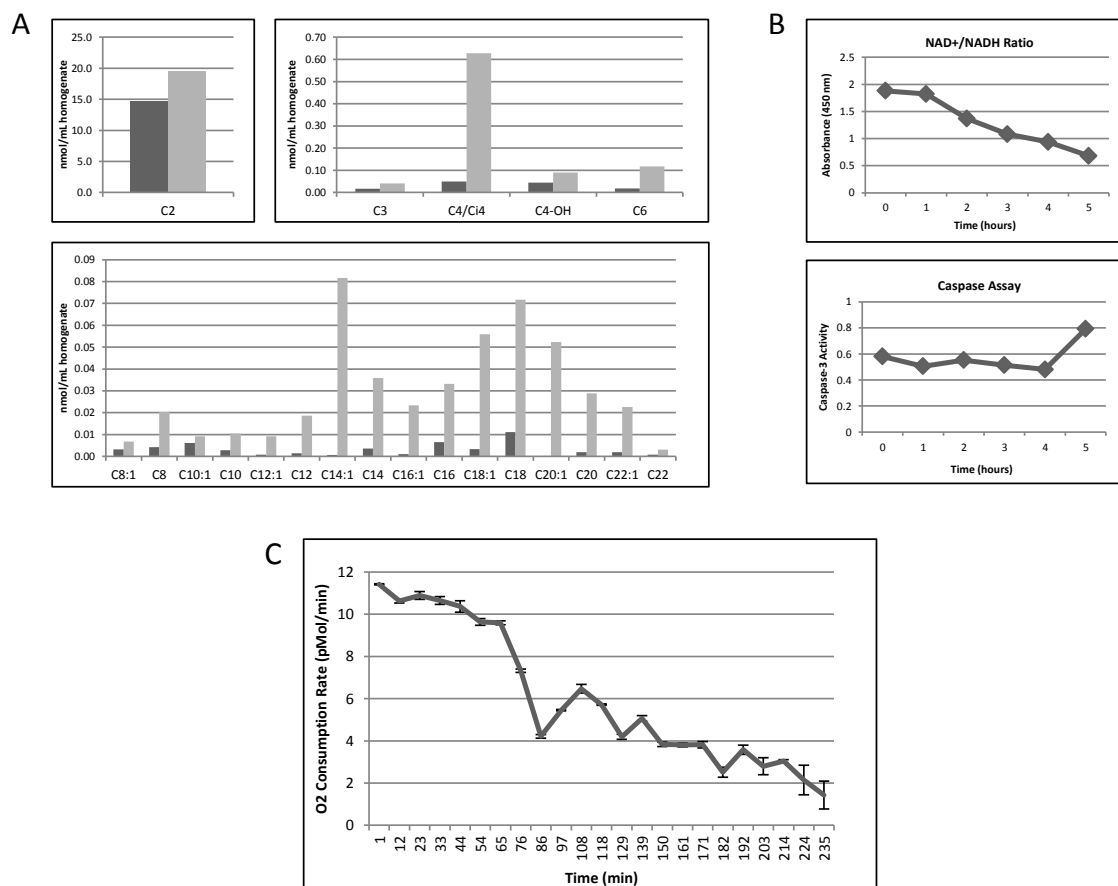 A
nmol/mL homogenate
25.0
20.0
15.0
10.0
5.0
0.0
C2
nmol/mL homogenate
0.70
0.60
0.50
0.40
0.30
0.20
0.10
0.00
C3 C4/Ci4 C4-OH C6
nmol/mL homogenate
0.09
0.08
0.07
0.06
0.05
0.04
0.03
0.02
0.01
0.00
C8:1 C8 C10:1 C10 C12:1 C12 C14:1 C14 C16:1 C16 C18:1 C18 C20:1 C20 C22:1 C22
B
NAD+/NADH Ratio
Absorbance (450 nm)
2.5
2
1.5
1
0.5
0
0 1 2 3 4 5
Time (hours)
Caspase Assay
Caspase-3 Activity
1
0.8
0.6
0.4
0.2
0
0 1 2 3 4 5
Time (hours)
C
O2 Consumption Rate (pMol/min)
12
10
8
6
4
2
0
1 12 23 33 44 54 65 76 86 97 108 118 129 139 150 161 171 182 192 203 214 224 235
Time (min)